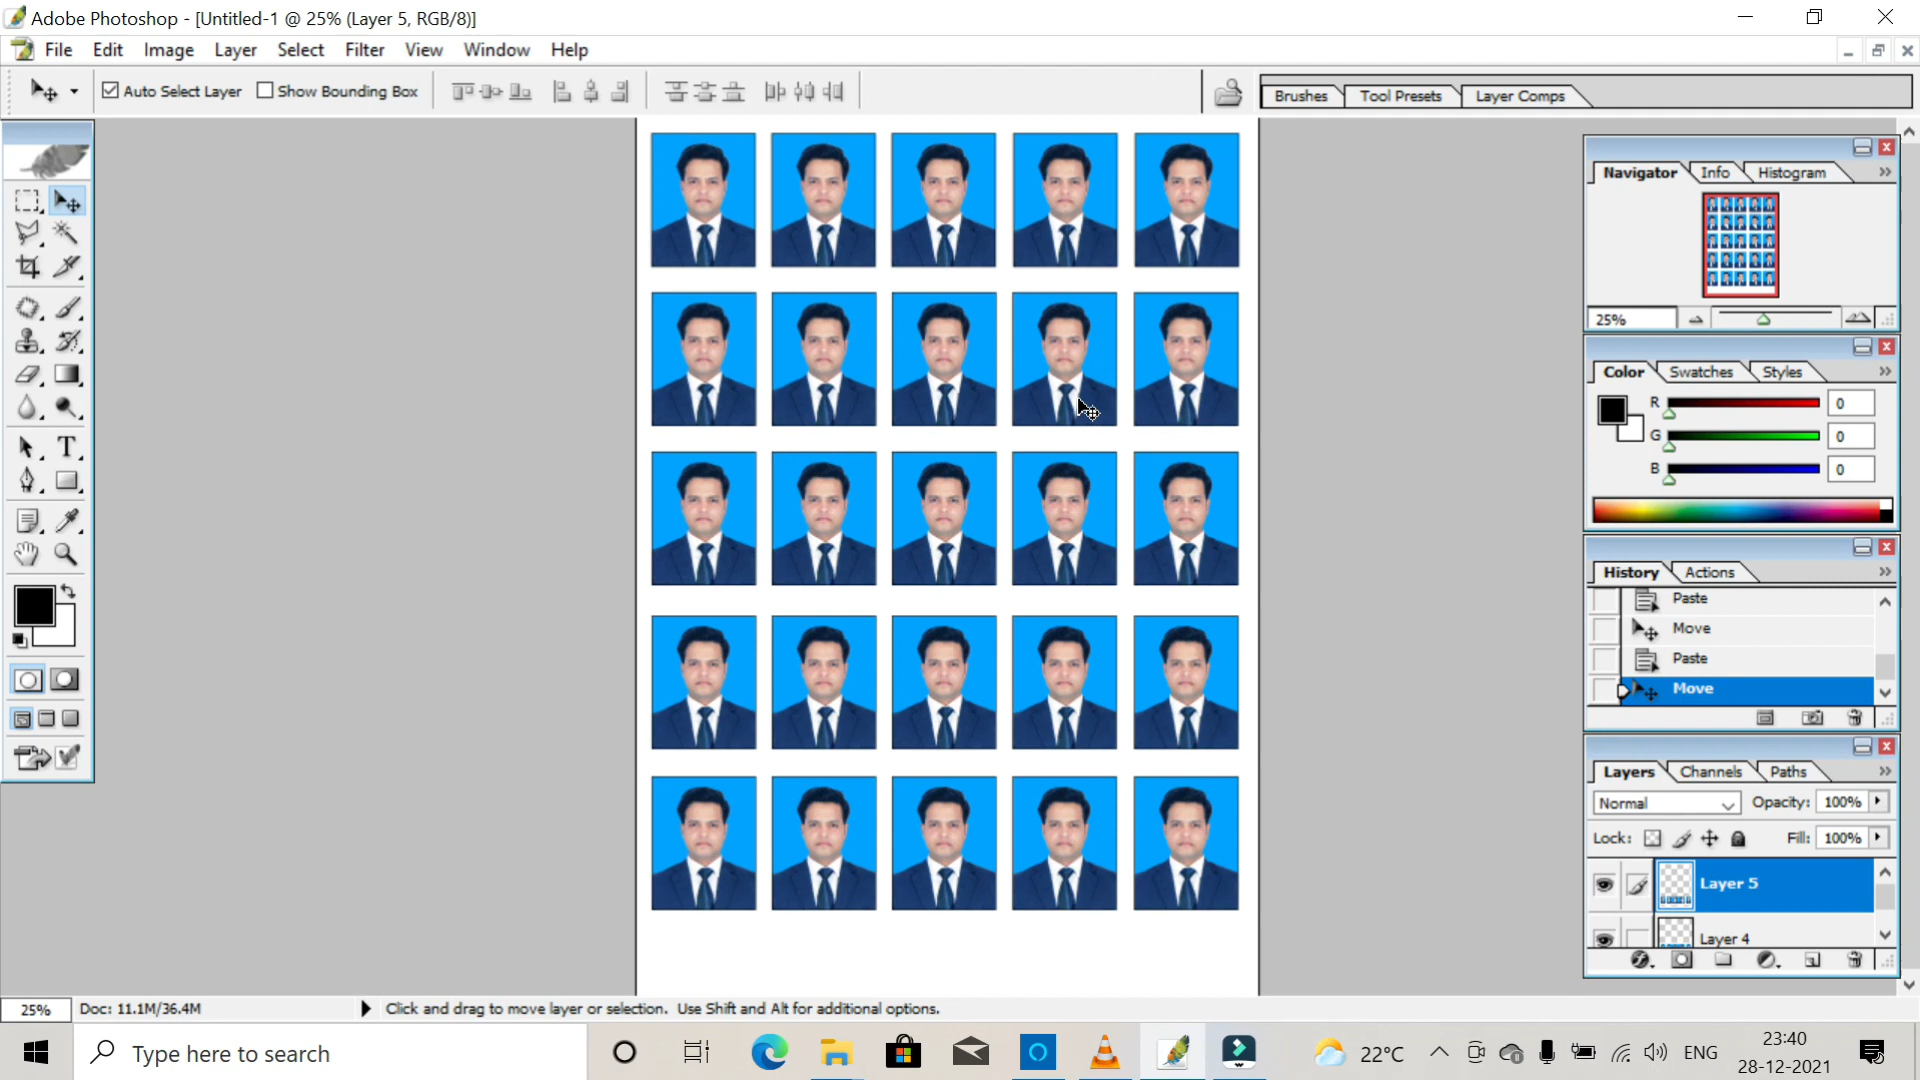 Adobe Photoshop - [Untitled-1 @ 25% (Layer 5, RGB/8)]
File Edit Image Layer Select Filter View Window Help
Auto Select Layer Show Bounding Box
Brushes Tool Presets Layer Comps
Navigator Info Histogram
25%
Color Swatches Styles
R 0
G 0
B 0
T
History Actions
Paste
Move
Paste
Move
Layers Channels Paths
Normal Opacity: 100%
Lock: Fill: 100%
Layer 5
Layer 4
25% Doc: 11.1M/36.4M Click and drag to move layer or selection. Use Shift and Alt for additional options.
Type here to search
22°C
ENG
23:40
28-12-2021